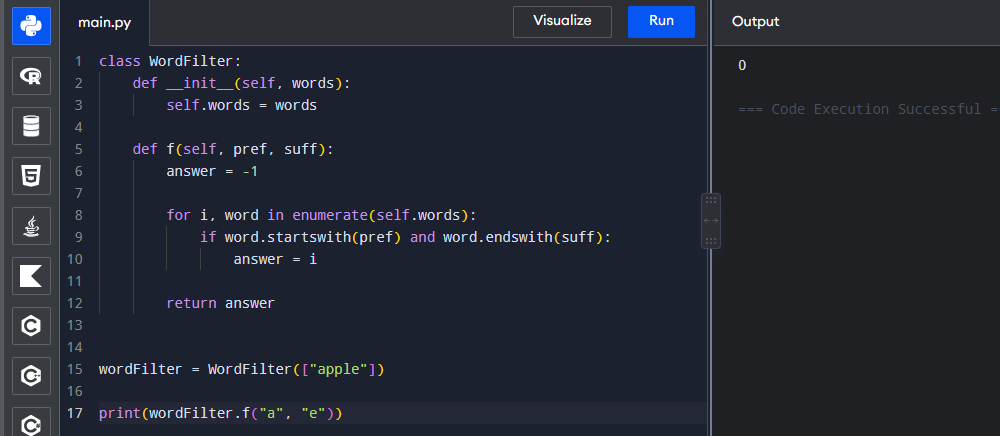 main.py
Visualize
Run
Output
1 class WordFilter:
2     def __init__(self, words):
3         self.words = words
4
5     def f(self, pref, suff):
6         answer = -1
7
8         for i, word in enumerate(self.words):
9             if word.startswith(pref) and word.endswith(suff):
10                 answer = i
11
12         return answer
13
14
15 wordFilter = WordFilter(["apple"])
16
17 print(wordFilter.f("a", "e"))
0
=== Code Execution Successful =